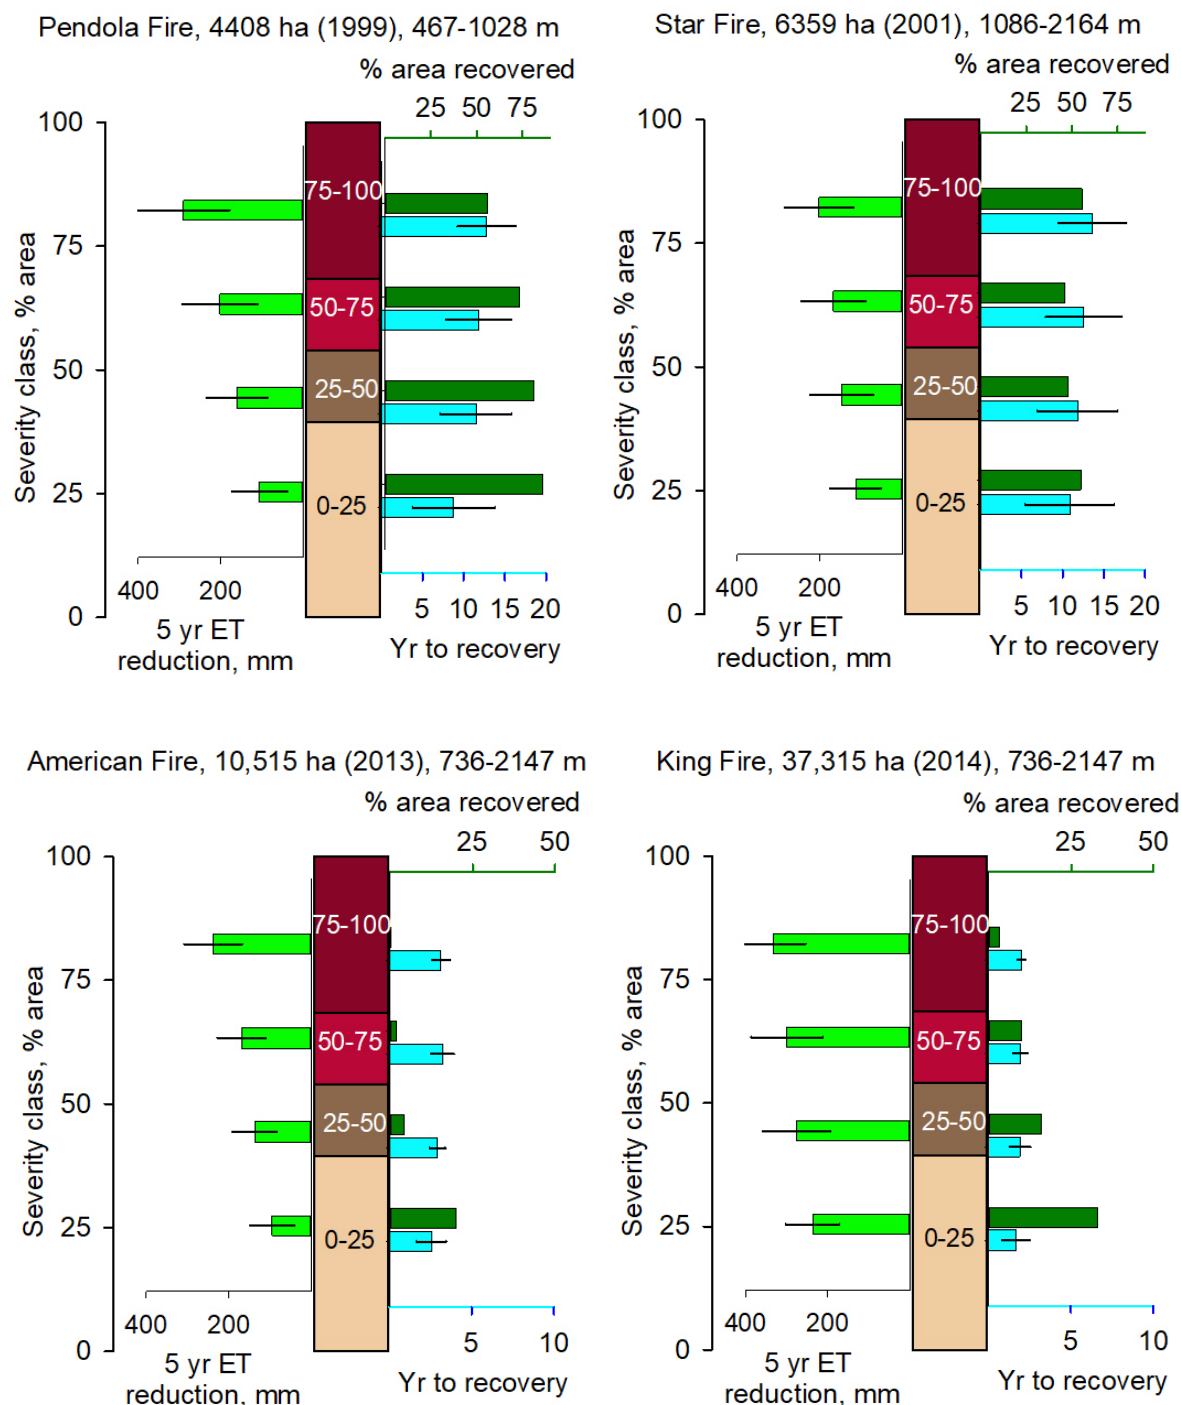 Pendola Fire, 4408 ha (1999), 467-1028 m
% area recovered
25 50 75
100
75
50
25
0
Severity class, % area
75-100
50-75
25-50
0-25
400 200
5 yr ET
reduction, mm
5 10 15 20
Yr to recovery
Star Fire, 6359 ha (2001), 1086-2164 m
% area recovered
25 50 75
100
75
50
25
0
Severity class, % area
75-100
50-75
25-50
0-25
400 200
5 yr ET
reduction, mm
5 10 15 20
Yr to recovery
American Fire, 10,515 ha (2013), 736-2147 m
% area recovered
25 50
100
75
50
25
0
Severity class, % area
75-100
50-75
25-50
0-25
400 200
5 yr ET
reduction, mm
5 10
Yr to recovery
King Fire, 37,315 ha (2014), 736-2147 m
% area recovered
25 50
100
75
50
25
0
Severity class, % area
75-100
50-75
25-50
0-25
400 200
5 yr ET
reduction, mm
5 10
Yr to recovery